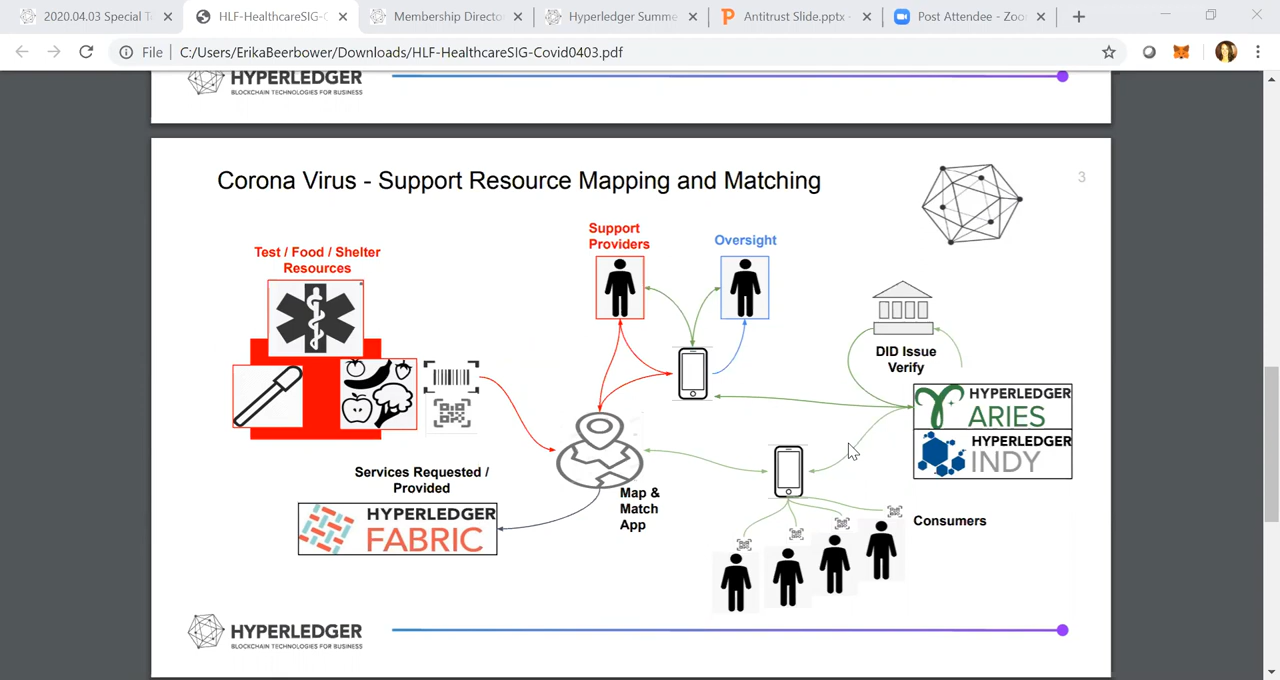 2020.04.03 Special T
HLF-HealthcareSIG-C
Membership Directo
Hyperledger Summe
Antitrust Slide.pptx -
Post Attendee - Zoo
File | C:/Users/ErikaBeerbower/Downloads/HLF-HealthcareSIG-Covid0403.pdf
HYPERLEDGER
BLOCKCHAIN TECHNOLOGIES FOR BUSINESS
Corona Virus - Support Resource Mapping and Matching
3
Test / Food / Shelter
Resources
Support
Providers
Oversight
DID Issue
Verify
HYPERLEDGER
ARIES
HYPERLEDGER
INDY
Services Requested /
Provided
HYPERLEDGER
FABRIC
Map &
Match
App
Consumers
HYPERLEDGER
BLOCKCHAIN TECHNOLOGIES FOR BUSINESS